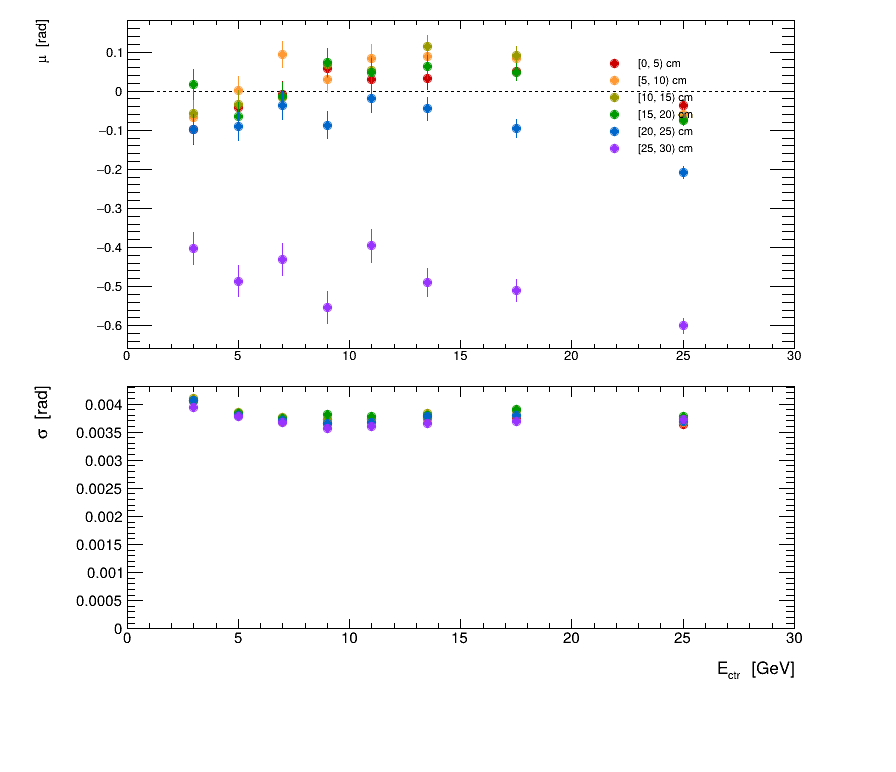 μ [rad]
0.1
0
−0.1
−0.2
−0.3
−0.4
−0.5
−0.6
[0, 5) cm
[5, 10) cm
[10, 15) cm
[15, 20) cm
[20, 25) cm
[25, 30) cm
0 5 10 15 20 25 30
σ [rad]
0.004
0.0035
0.003
0.0025
0.002
0.0015
0.001
0.0005
0
0 5 10 15 20 25 30
E_ctr [GeV]